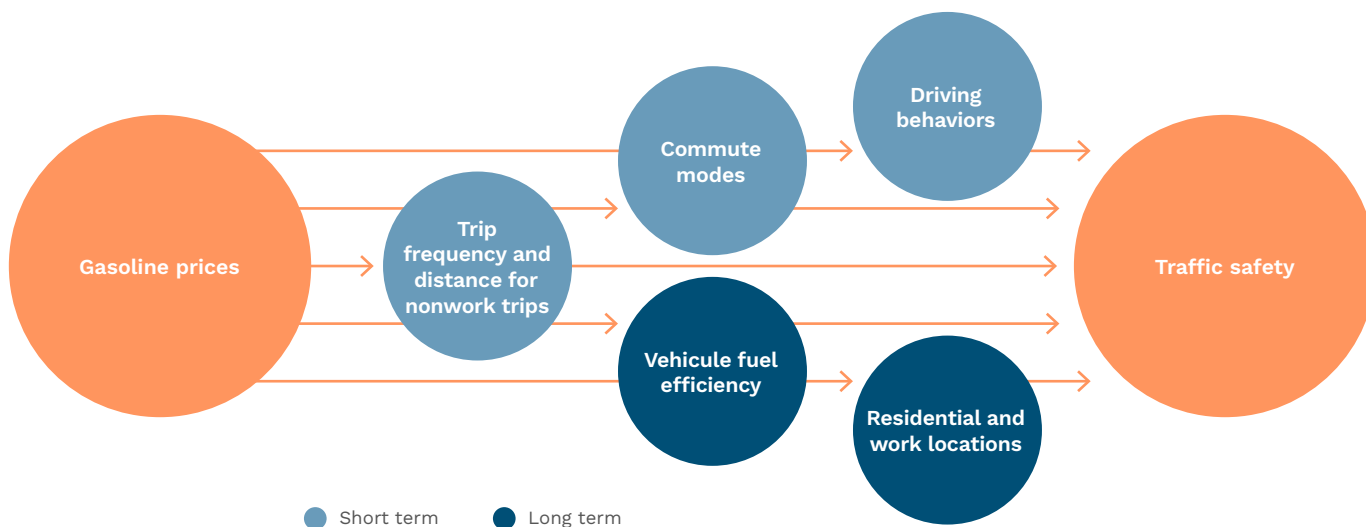 Gasoline prices
Trip
frequency and
distance for
nonwork trips
Commute
modes
Driving
behaviors
Vehicule fuel
efficiency
Residential and
work locations
Traffic safety
Short term
Long term